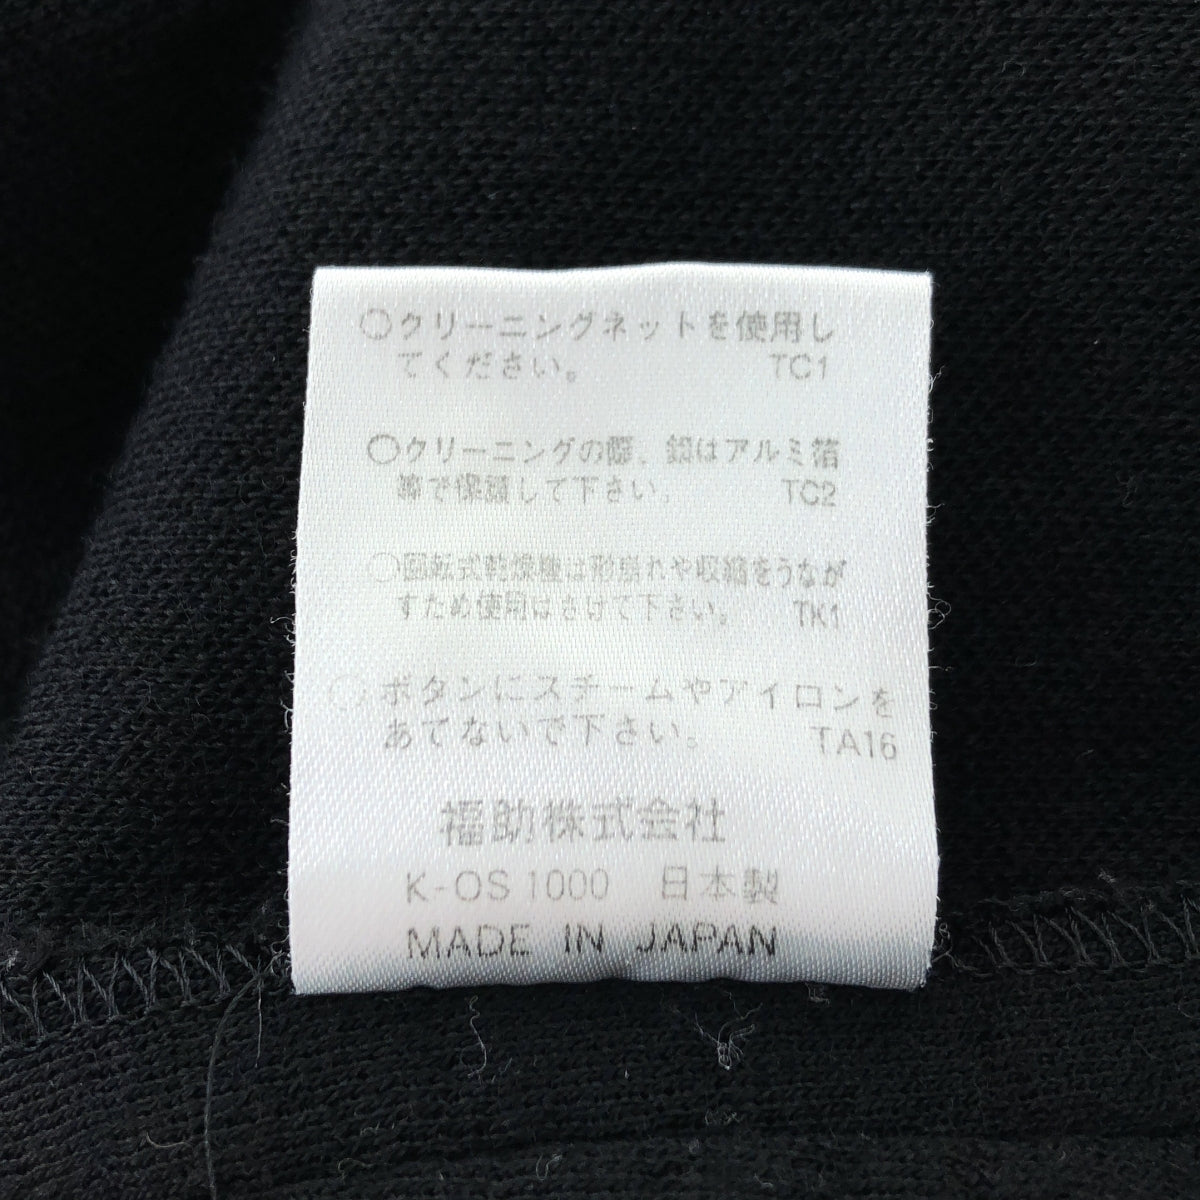 ○クリーニングネットを使用し
てください。 TC1
○クリーニングの際、釦はアルミ箔
等で保護して下さい。 TC2
○回転式乾燥機は形崩れや収縮をうなが
すため使用はさけて下さい。 TK1
○ボタンにスチームやアイロンを
あてないで下さい。 TA16
福助株式会社
K-OS 1000 日本製
MADE IN JAPAN